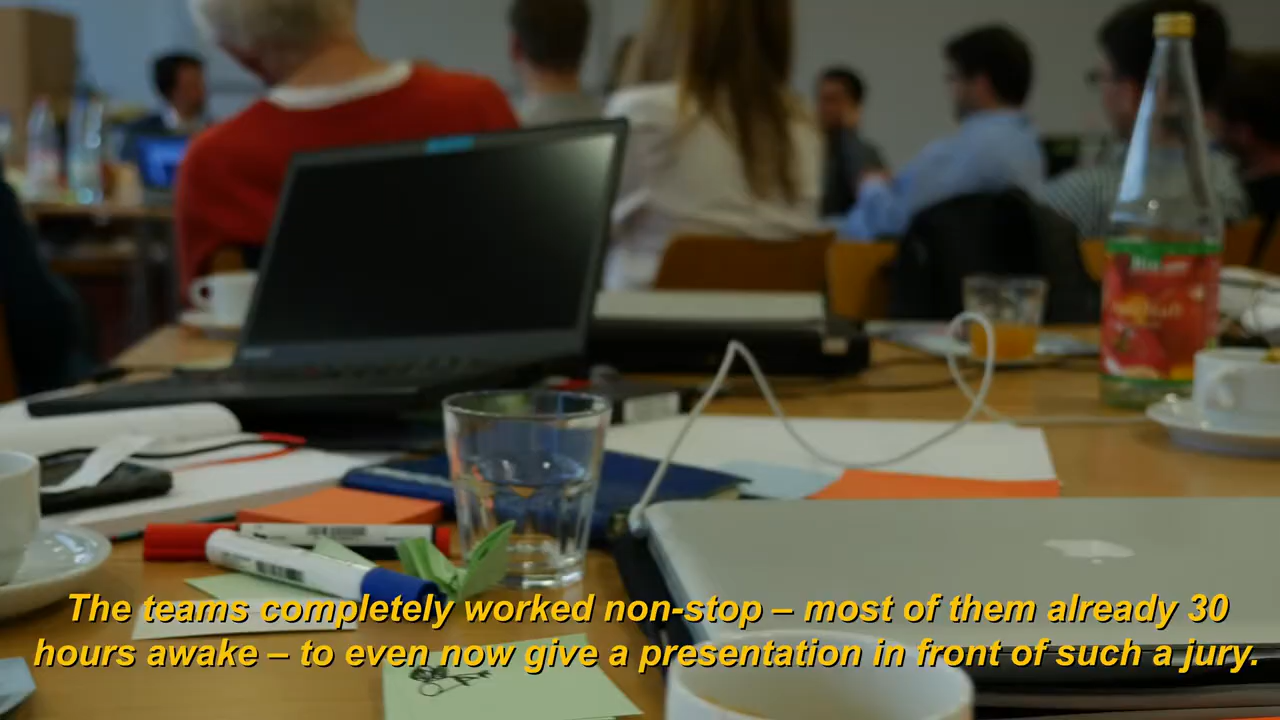 The teams completely worked non-stop – most of them already 30
hours awake – to even now give a presentation in front of such a jury.